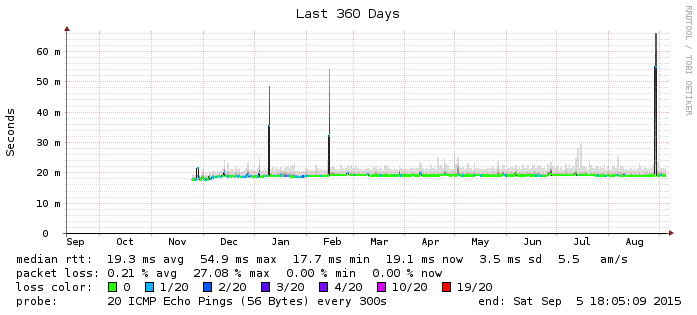 Last 360 Days
RRDTOOL / TOBI OETIKER
Seconds
60 m
50 m
40 m
30 m
20 m
10 m
0
Sep Oct Nov Dec Jan Feb Mar Apr May Jun Jul Aug
median rtt: 19.3 ms avg 54.9 ms max 17.7 ms min 19.1 ms now 3.5 ms sd 5.5 am/s
packet loss: 0.21 % avg 27.08 % max 0.00 % min 0.00 % now
loss color: 0 1/20 2/20 3/20 4/20 10/20 19/20
probe: 20 ICMP Echo Pings (56 Bytes) every 300s end: Sat Sep 5 18:05:09 2015